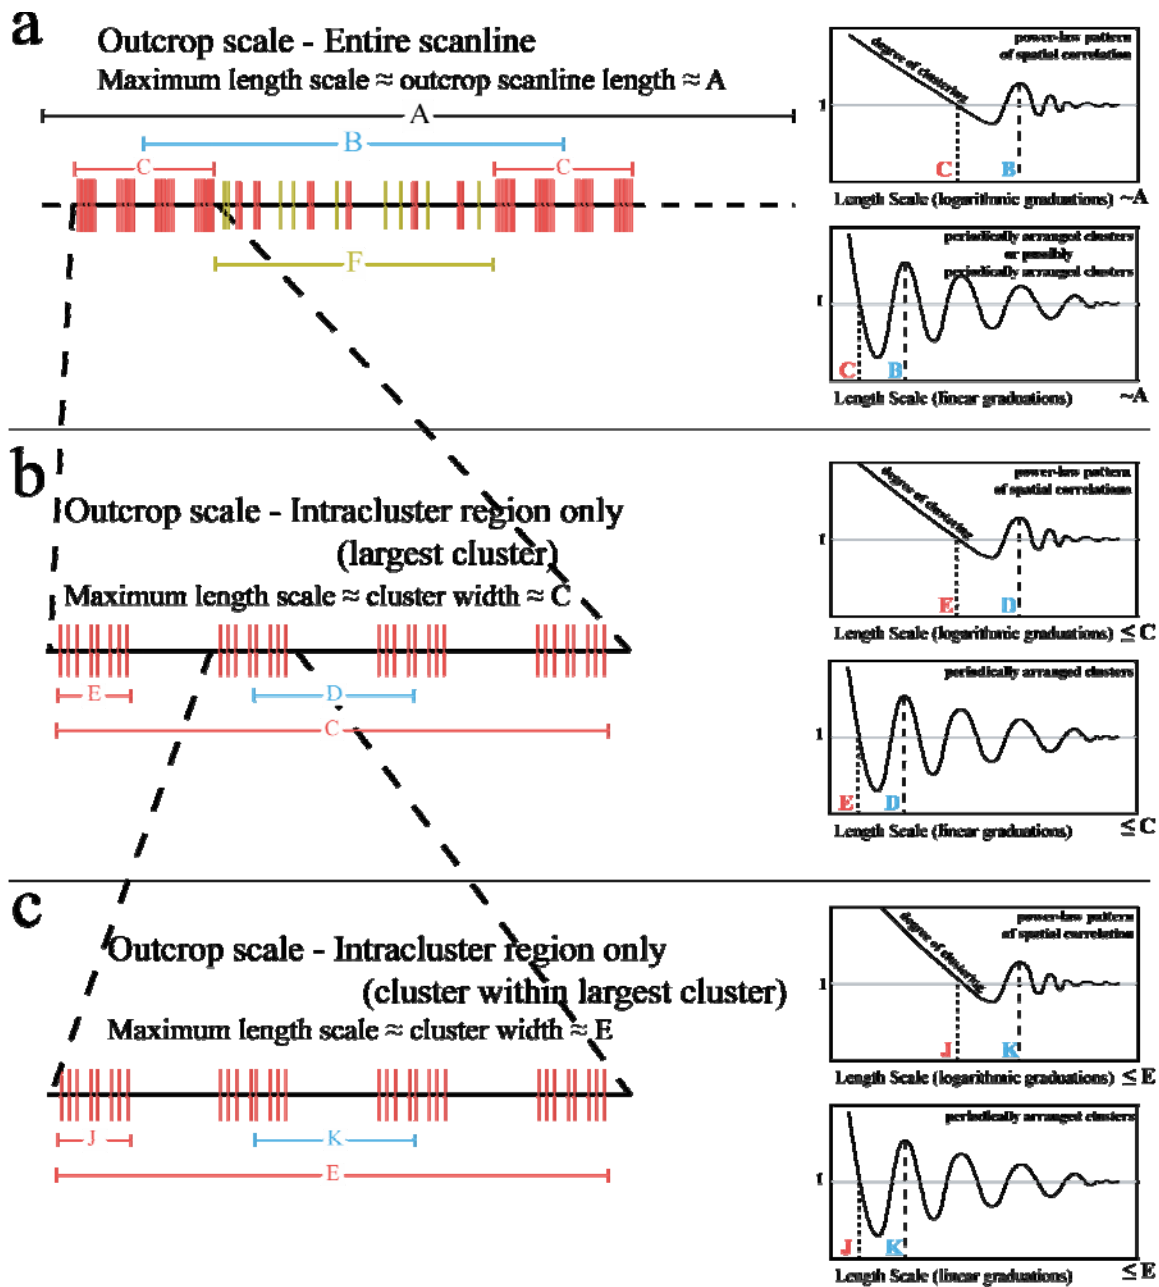 a
Outcrop scale - Entire scanline
Maximum length scale ≈ outcrop scanline length ≈ A
A
B
C
C
F
power-law pattern
of spatial correlation
degree of clustering
1
C
B
Length Scale (logarithmic graduations) ~A
periodically arranged clusters
or possibly
periodically arranged clusters
1
C
B
Length Scale (linear graduations) ~A
b
Outcrop scale - Intracluster region only
(largest cluster)
Maximum length scale ≈ cluster width ≈ C
E
D
C
power-law pattern
of spatial correlations
degree of clustering
1
E
D
Length Scale (logarithmic graduations) ≤ C
periodically arranged clusters
1
E
D
Length Scale (linear graduations) ≤ C
c
Outcrop scale - Intracluster region only
(cluster within largest cluster)
Maximum length scale ≈ cluster width ≈ E
J
K
E
power-law pattern
of spatial correlation
degree of clustering
1
J
K
Length Scale (logarithmic graduations) ≤ E
periodically arranged clusters
1
J
K
Length Scale (linear graduations) ≤ E